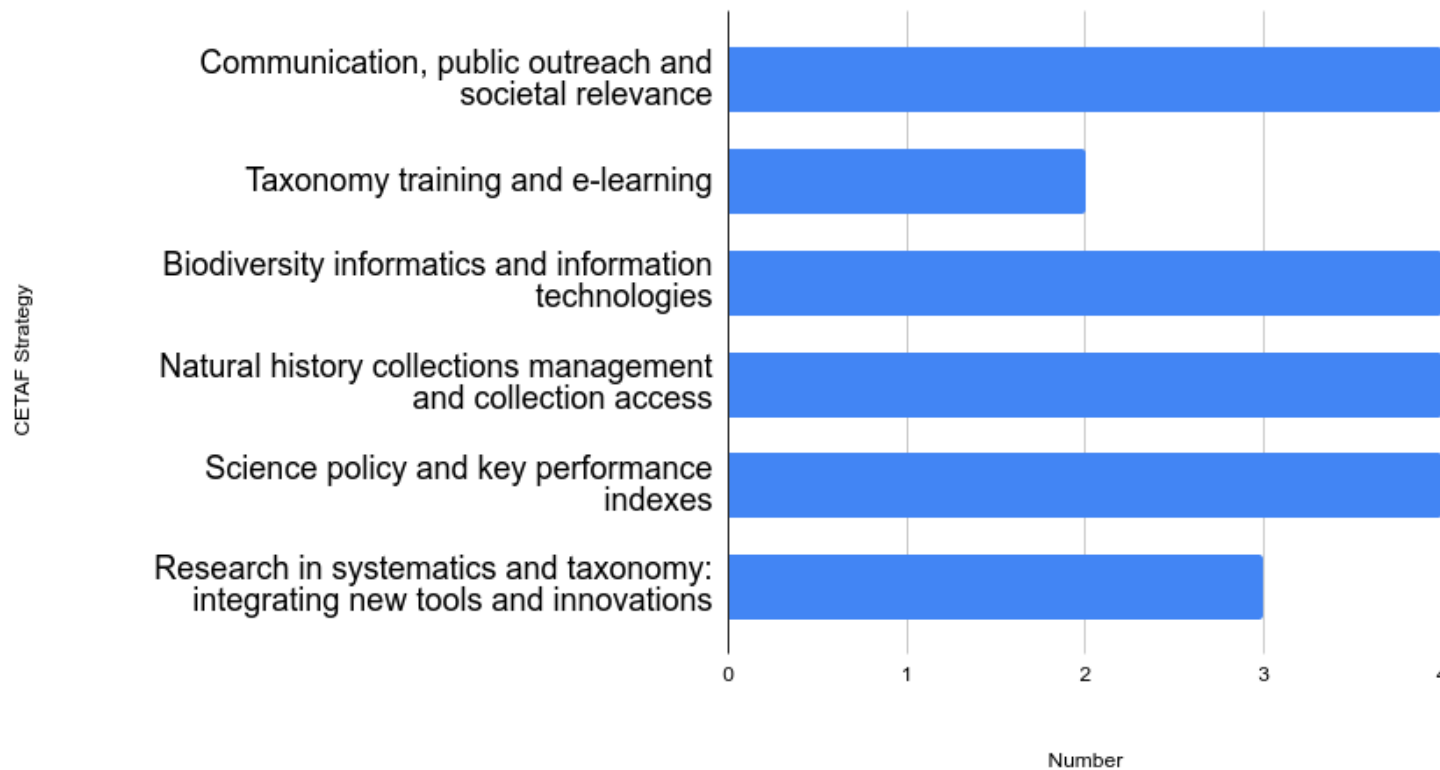 Communication, public outreach and
societal relevance
Taxonomy training and e-learning
Biodiversity informatics and information
technologies
Natural history collections management
and collection access
Science policy and key performance
indexes
Research in systematics and taxonomy:
integrating new tools and innovations
CETAF Strategy
0 1 2 3 4
Number